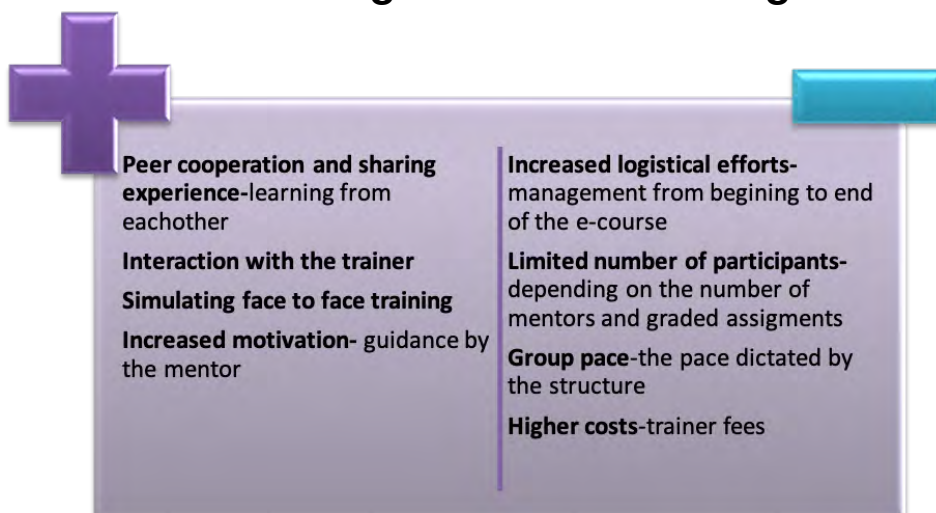 Peer cooperation and sharing
experience-learning from
eachother
Interaction with the trainer
Simulating face to face training
Increased motivation- guidance by
the mentor
Increased logistical efforts-
management from begining to end
of the e-course
Limited number of participants-
depending on the number of
mentors and graded assigments
Group pace-the pace dictated by
the structure
Higher costs-trainer fees